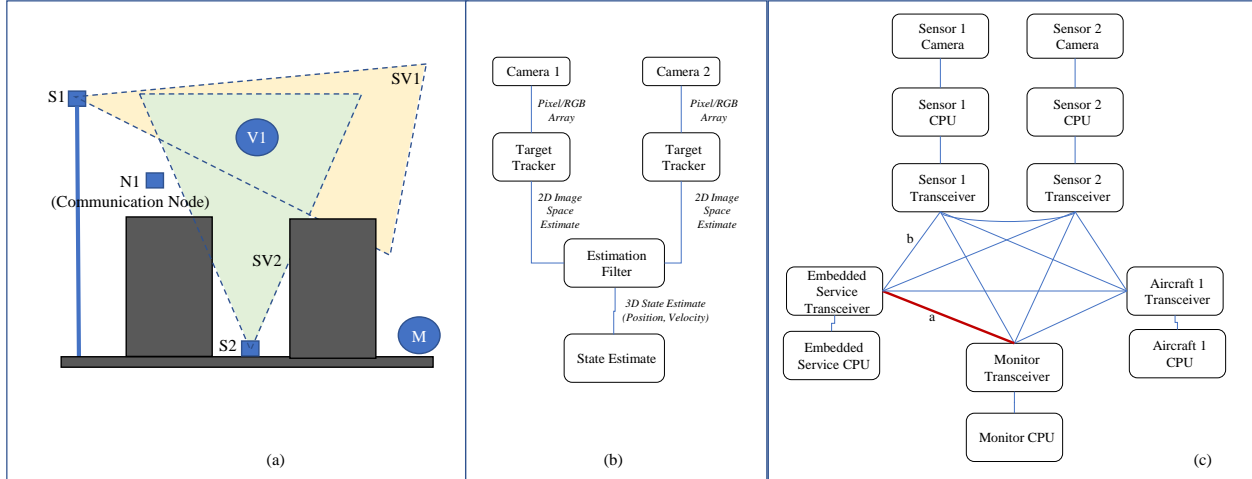 SV1
S1
V1
N1
(Communication Node)
SV2
S2
M
(a)
Camera 1
Camera 2
Pixel/RGB
Array
Pixel/RGB
Array
Target
Tracker
Target
Tracker
2D Image
Space
Estimate
2D Image
Space
Estimate
Estimation
Filter
3D State Estimate
(Position, Velocity)
State Estimate
(b)
Sensor 1
Camera
Sensor 2
Camera
Sensor 1
CPU
Sensor 2
CPU
Sensor 1
Transceiver
Sensor 2
Transceiver
b
Embedded
Service
Transceiver
Aircraft 1
Transceiver
a
Embedded
Service CPU
Monitor
Transceiver
Aircraft 1
CPU
Monitor CPU
(c)